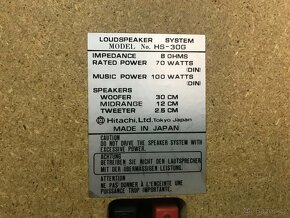 LOUDSPEAKER SYSTEM
MODEL No. HS-30G
IMPEDANCE 8 OHMS
RATED POWER 70 WATTS
(DIN)
MUSIC POWER 100 WATTS
(DIN)
SPEAKERS
WOOFER 30 CM
MIDRANGE 12 CM
TWEETER 2.5 CM
Hitachi, Ltd. Tokyo Japan
MADE IN JAPAN
CAUTION
DO NOT DRIVE THE SPEAKER SYSTEM WITH
EXCESSIVE POWER.
ACHTUNG
BETREIBEN SIE NICHT DEN LAUTSPRECHER
MIT DER ÜBERMÄSSIGEN LEISTUNG.
ATTENTION
NE PAS DONNER A L'ENCEINTE UNE
PUISSANCE TROP IMPORTANTE